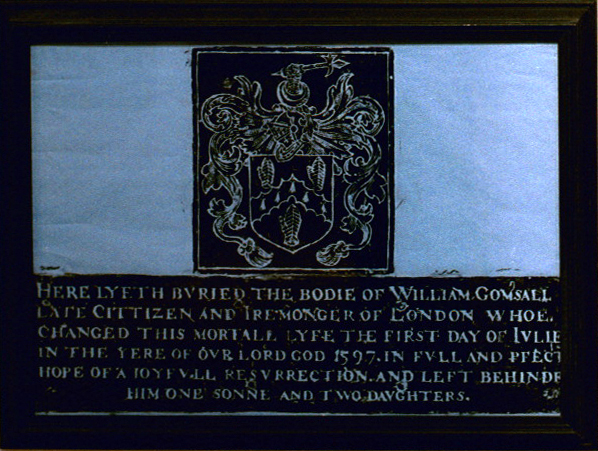 HERE LYETH BVRIED THE BODIE OF WILLIAM GOMSALL
LATE CITTIZEN AND IREMONGER OF LONDON WHOE
CHANGED THIS MORTALL LYFE THE FIRST DAY OF IVLIE
IN THE YERE OF OVR LORD GOD 1597. IN FVLL AND PFECT
HOPE OF A IOYFVLL RESVRRECTION. AND LEFT BEHINDE
HIM ONE SONNE AND TWO DAVGHTERS.